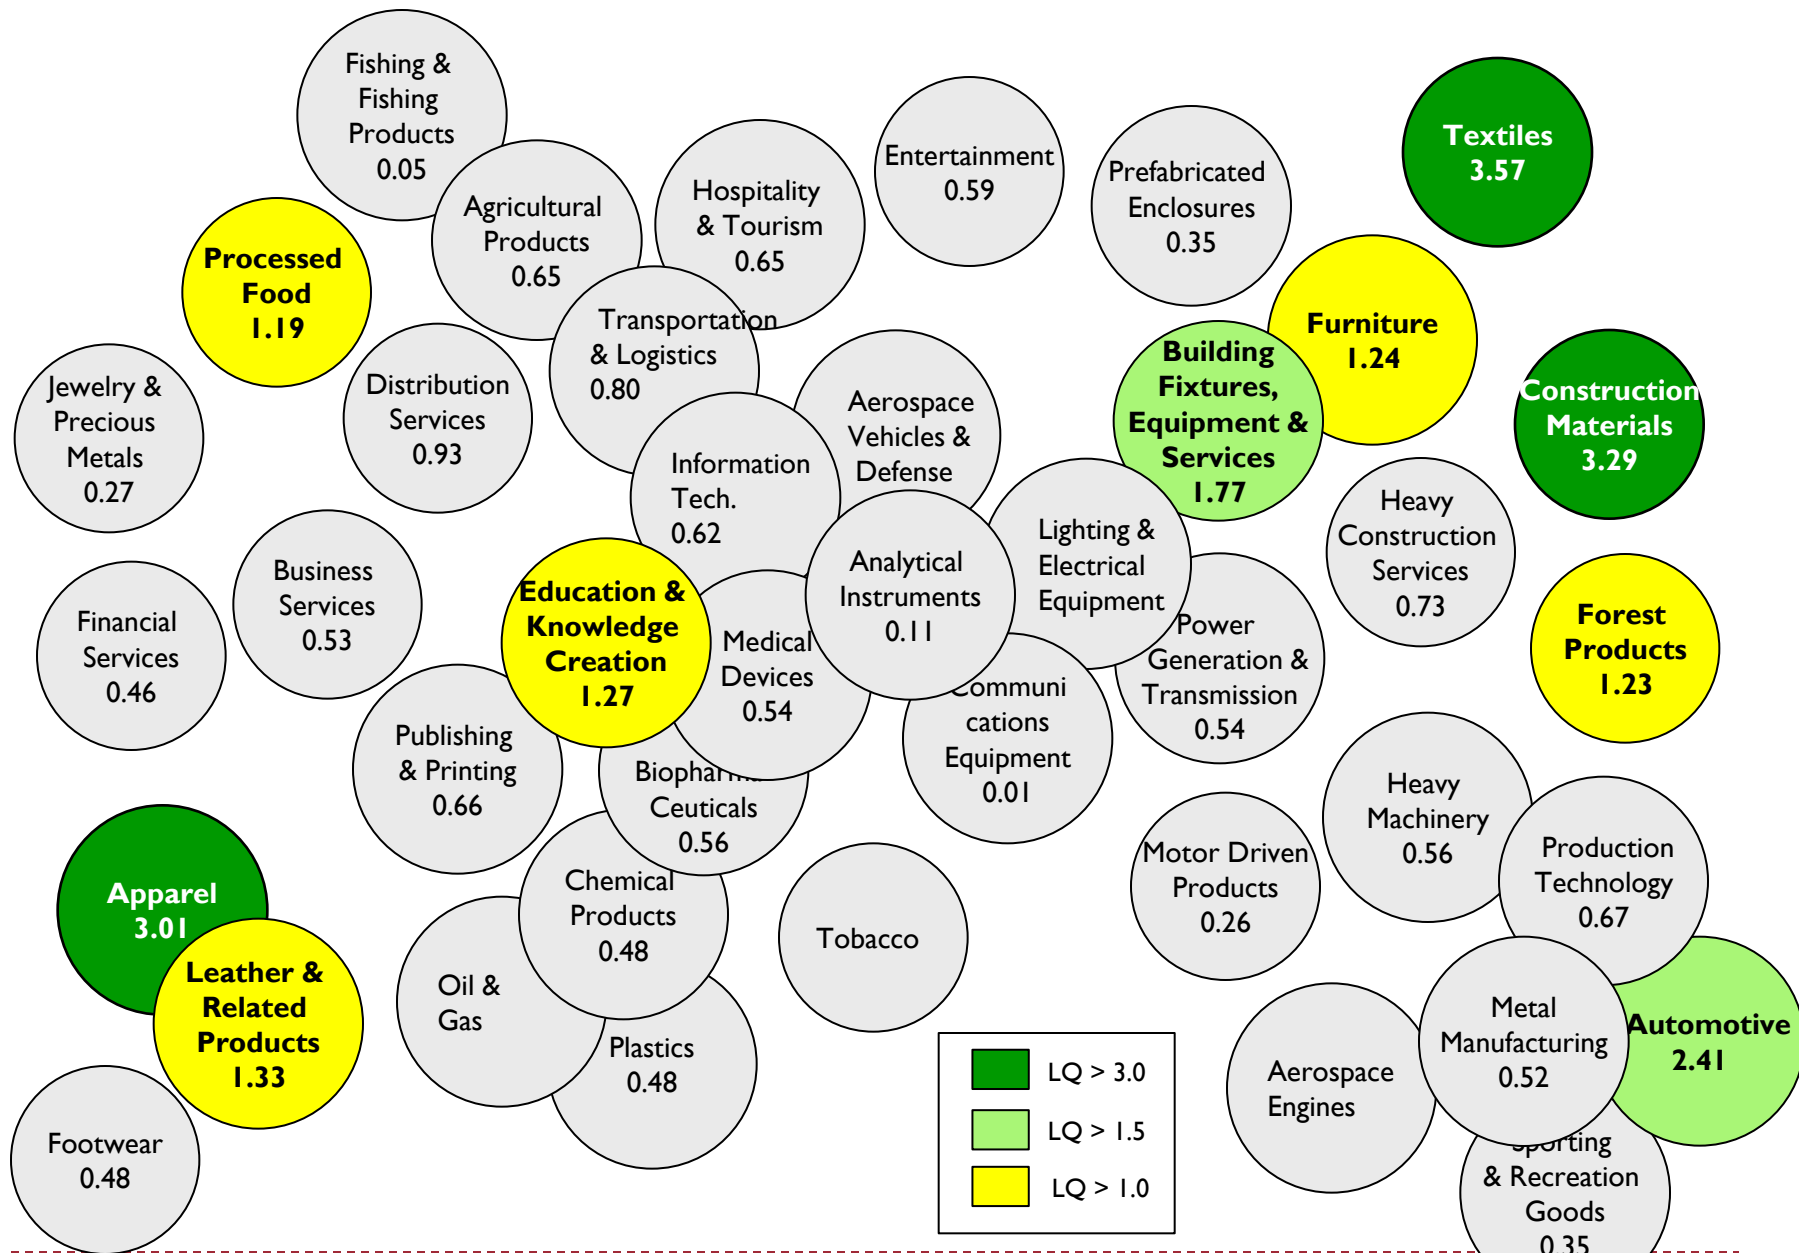 Fishing &
Fishing
Products
0.05
Agricultural
Products
0.65
Hospitality
& Tourism
0.65
Entertainment
0.59
Prefabricated
Enclosures
0.35
Textiles
3.57
Processed
Food
1.19
Transportation
& Logistics
0.80
Furniture
1.24
Building
Fixtures,
Equipment &
Services
1.77
Construction
Materials
3.29
Jewelry &
Precious
Metals
0.27
Distribution
Services
0.93
Aerospace
Vehicles &
Defense
Information
Tech.
0.62
Heavy
Construction
Services
0.73
Lighting &
Electrical
Equipment
Analytical
Instruments
0.11
Business
Services
0.53
Education &
Knowledge
Creation
1.27
Financial
Services
0.46
Medical
Devices
0.54
Power
Generation &
Transmission
0.54
Forest
Products
1.23
Communi
cations
Equipment
0.01
Publishing
& Printing
0.66
Biopharma
Ceuticals
0.56
Heavy
Machinery
0.56
Motor Driven
Products
0.26
Production
Technology
0.67
Apparel
3.01
Chemical
Products
0.48
Tobacco
Leather &
Related
Products
1.33
Oil &
Gas
Plastics
0.48
Metal
Manufacturing
0.52
Automotive
2.41
Aerospace
Engines
Footwear
0.48
Sporting
& Recreation
Goods
0.35
LQ > 3.0
LQ > 1.5
LQ > 1.0